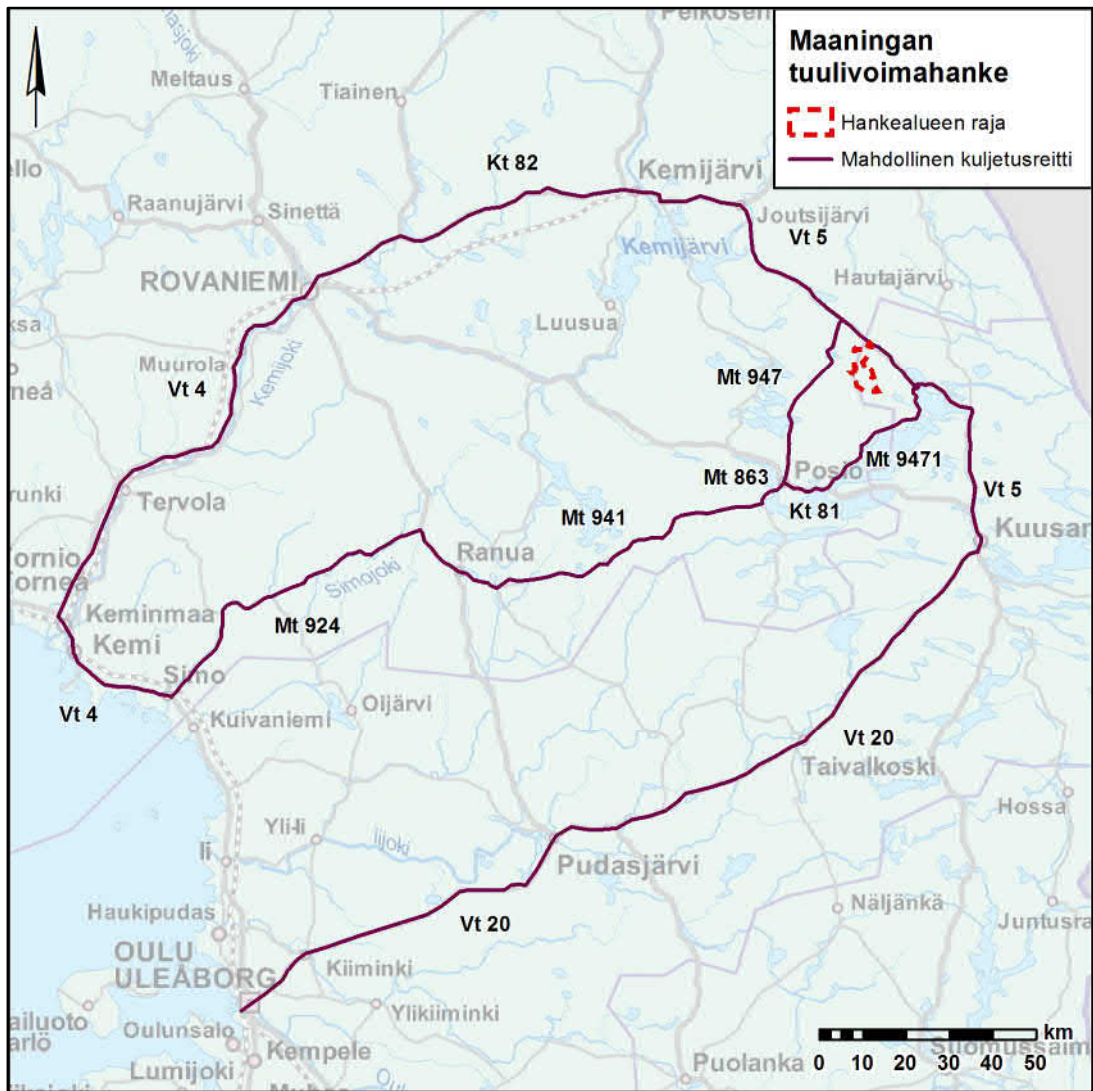 Maaningan
tuulivoimahanke
Hankealueen raja
Mahdollinen kuljetusreitti
Pelkosen
Meltaus
Tiainen
Kt 82
Kemijärvi
Raanujärvi
Sinettä
Joutsijärvi
Vt 5
Kemijärvi
Hautajärvi
ROVANIEMI
Luusua
Muurola
Kemijoki
Vt 4
Mt 947
Mt 9471
Posio
Mt 863
Kt 81
Vt 5
Tervola
Mt 941
Kuusan
Ranua
Simojoki
Keminmaa
Kemi
Mt 924
Simo
Vt 4
Kuivaniemi
Oijärvi
Vt 20
Taivalkoski
Hossa
Yli-Ii
Iijoki
Ii
Pudasjärvi
Haukipudas
Vt 20
Näljänkä
Juntusra
OULU
ULEÅBORG
Kiiminki
Ylikiiminki
Oulunsalo
Kempele
Lumijoki
Puolanka
km
0 10 20 30 40 50